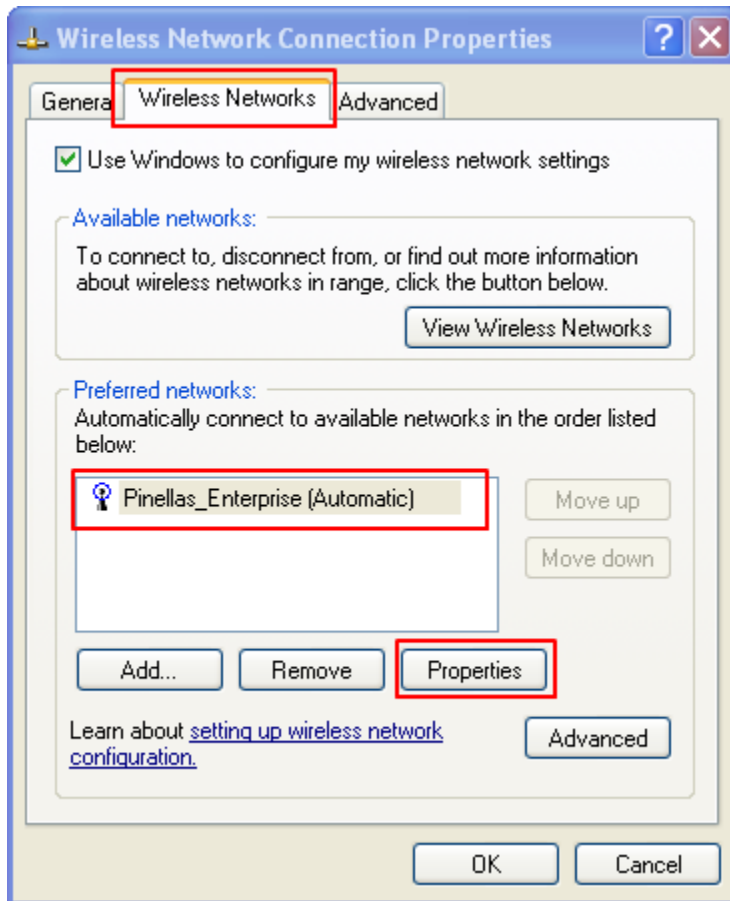 Wireless Network Connection Properties
General
Wireless Networks
Advanced
Use Windows to configure my wireless network settings
Available networks:
To connect to, disconnect from, or find out more information
about wireless networks in range, click the button below.
View Wireless Networks
Preferred networks:
Automatically connect to available networks in the order listed
below:
Pinellas_Enterprise (Automatic)
Move up
Move down
Add...
Remove
Properties
Learn about setting up wireless network
configuration.
Advanced
OK
Cancel